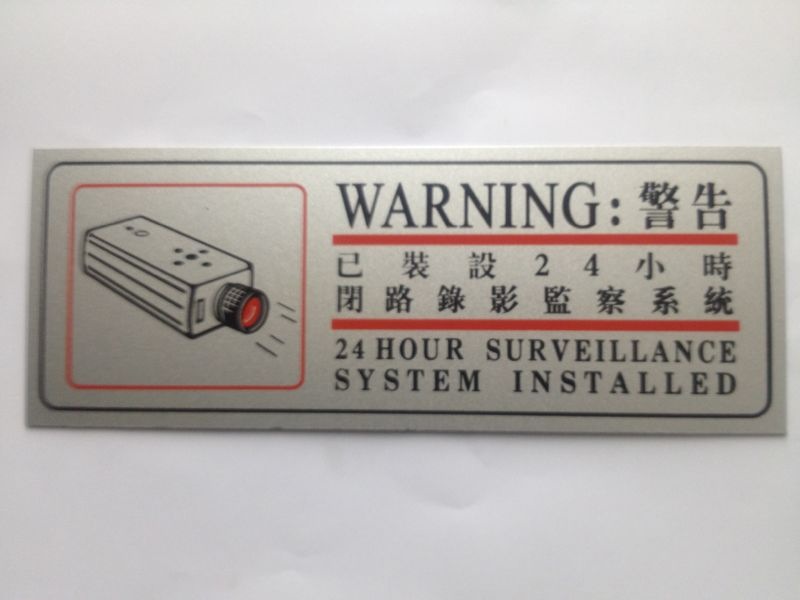 WARNING: 警告
已裝設24小時
閉路錄影監察系統
24 HOUR SURVEILLANCE
SYSTEM INSTALLED